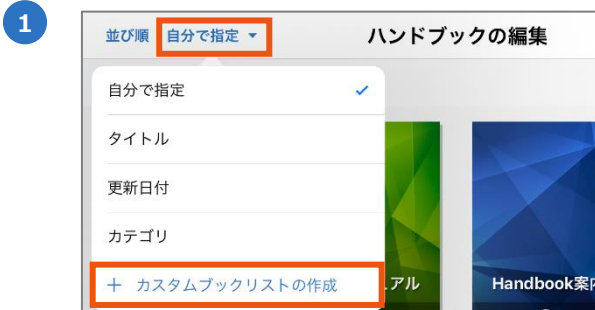 1
並び順 自分で指定 ▼ ハンドブックの編集
自分で指定 ✓
タイトル
更新日付
カテゴリ
+ カスタムブックリストの作成
アル Handbook案